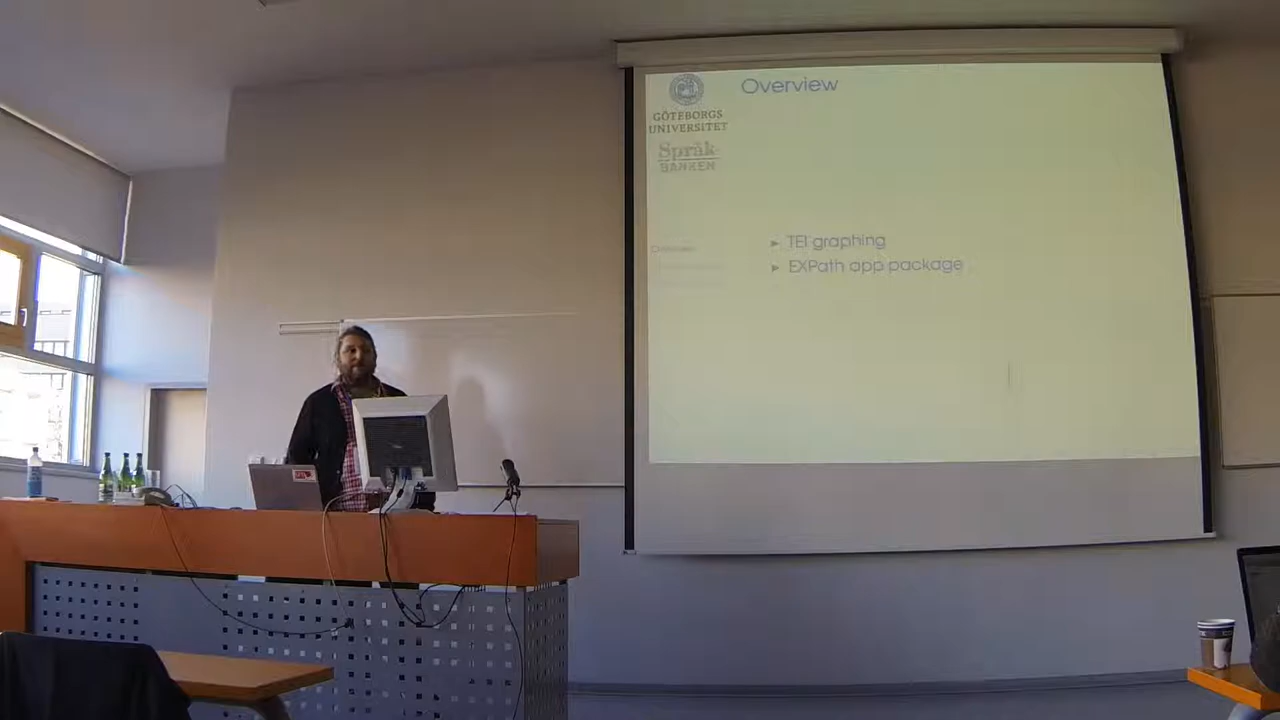 Overview
GÖTEBORGS
UNIVERSITET
Språk
BANKEN
► TEI graphing
► EXPath app package